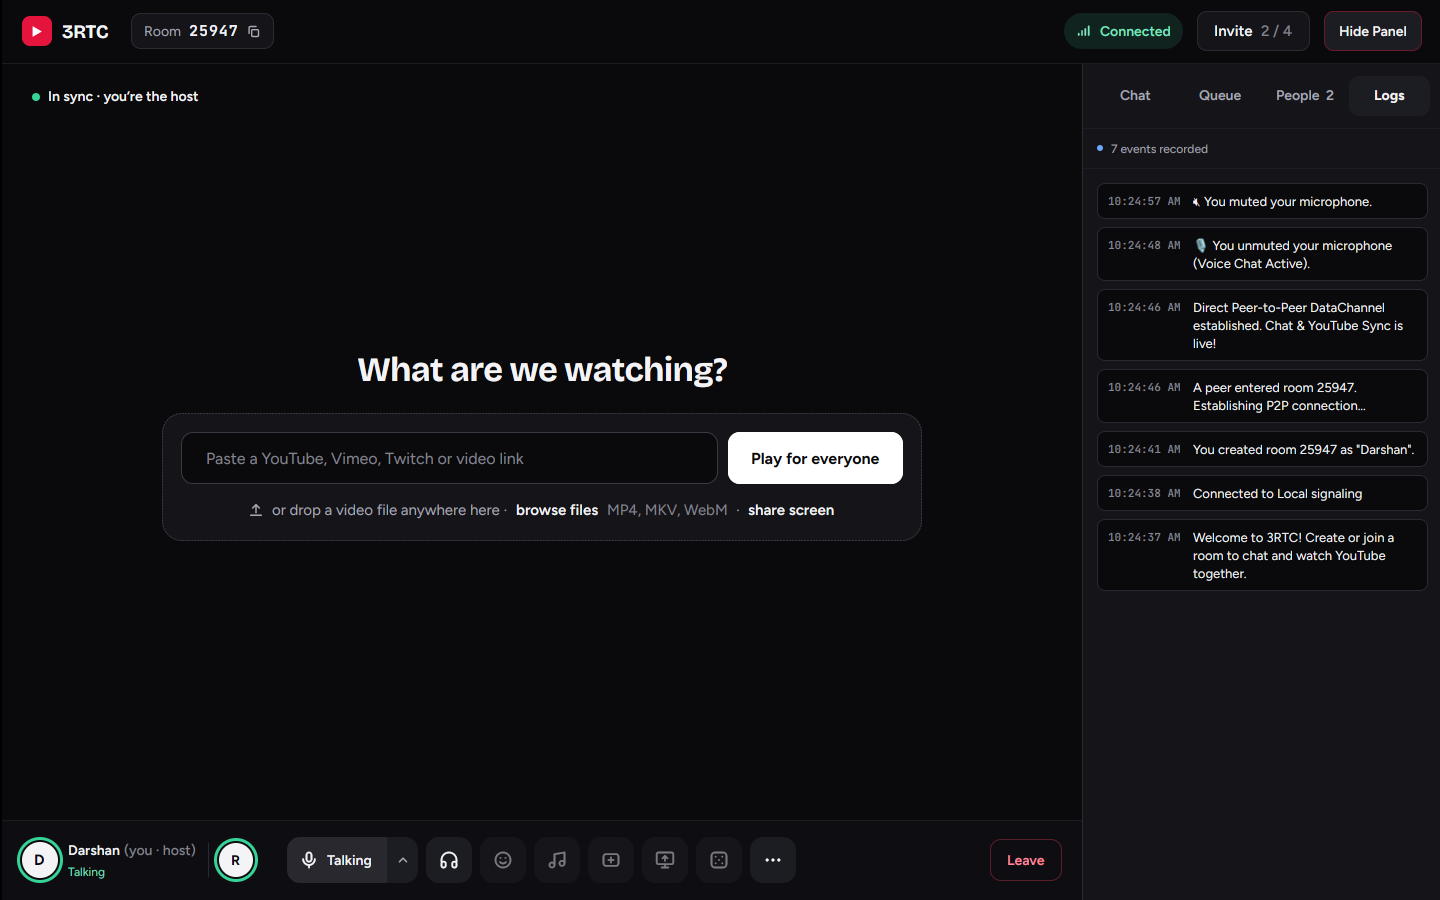 3RTC
Room 25947
Connected
Invite 2 / 4
Hide Panel
In sync · you’re the host
Chat
Queue
People 2
Logs
7 events recorded
10:24:57 AM You muted your microphone.
10:24:48 AM You unmuted your microphone
(Voice Chat Active).
10:24:46 AM Direct Peer-to-Peer DataChannel
established. Chat & YouTube Sync is
live!
10:24:46 AM A peer entered room 25947.
Establishing P2P connection...
10:24:41 AM You created room 25947 as "Darshan".
10:24:38 AM Connected to Local signaling
10:24:37 AM Welcome to 3RTC! Create or join a
room to chat and watch YouTube
together.
What are we watching?
Paste a YouTube, Vimeo, Twitch or video link
Play for everyone
or drop a video file anywhere here · browse files MP4, MKV, WebM · share screen
D
Darshan (you · host)
Talking
R
Talking
Leave